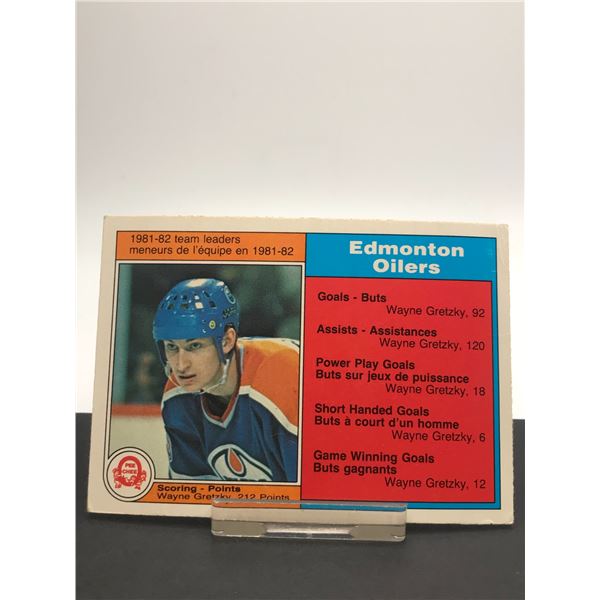 1981-82 team leaders
meneurs de l'équipe en 1981-82
O PEE CHEE
Scoring - Points
Wayne Gretzky, 212 Points
Edmonton
Oilers
Goals - Buts
Wayne Gretzky, 92
Assists - Assistances
Wayne Gretzky, 120
Power Play Goals
Buts sur jeux de puissance
Wayne Gretzky, 18
Short Handed Goals
Buts à court d'un homme
Wayne Gretzky, 6
Game Winning Goals
Buts gagnants
Wayne Gretzky, 12